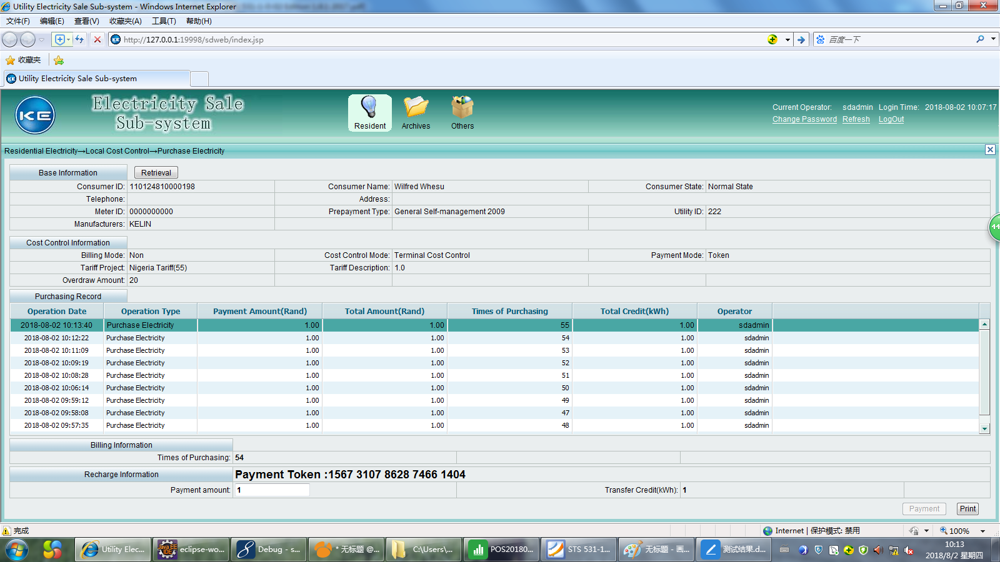 Utility Electricity Sale Sub-system - Windows Internet Explorer
文件(F) 编辑(E) 查看(V) 收藏夹(A) 工具(T) 帮助(H)
http://127.0.0.1:19998/sdweb/index.jsp 百度一下
收藏夹
Utility Electricity Sale Sub-system
KE
Electricity Sale
Sub-system
Resident Archives Others
Current Operator: sdadmin Login Time: 2018-08-02 10:07:17
Change Password Refresh LogOut
Residential Electricity→Local Cost Control→Purchase Electricity
Base Information Retrieval
Consumer ID: 110124810000198 Consumer Name: Wilfred Whesu Consumer State: Normal State
Telephone: Address:
Meter ID: 0000000000 Prepayment Type: General Self-management 2009 Utility ID: 222
Manufacturers: KELIN
44
Cost Control Information
Billing Mode: Non Cost Control Mode: Terminal Cost Control Payment Mode: Token
Tariff Project: Nigeria Tariff(55) Tariff Description: 1.0
Overdraw Amount: 20
Purchasing Record
Operation Date Operation Type Payment Amount(Rand) Total Amount(Rand) Times of Purchasing Total Credit(kWh) Operator
2018-08-02 10:13:40 Purchase Electricity 1.00 1.00 55 1.00 sdadmin
2018-08-02 10:12:22 Purchase Electricity 1.00 1.00 54 1.00 sdadmin
2018-08-02 10:11:09 Purchase Electricity 1.00 1.00 53 1.00 sdadmin
2018-08-02 10:09:19 Purchase Electricity 1.00 1.00 52 1.00 sdadmin
2018-08-02 10:08:28 Purchase Electricity 1.00 1.00 51 1.00 sdadmin
2018-08-02 10:06:14 Purchase Electricity 1.00 1.00 50 1.00 sdadmin
2018-08-02 09:59:12 Purchase Electricity 1.00 1.00 49 1.00 sdadmin
2018-08-02 09:58:08 Purchase Electricity 1.00 1.00 47 1.00 sdadmin
2018-08-02 09:57:35 Purchase Electricity 1.00 1.00 48 1.00 sdadmin
Billing Information
Times of Purchasing: 54
Recharge Information Payment Token :1567 3107 8628 7466 1404
Payment amount: 1 Transfer Credit(kWh): 1
Payment Print
完成 Internet | 保护模式: 禁用 100%
Utility Elec... eclipse-wo... Debug - s... * 无标题 @... C:\Users\... POS20180... STS 531-1... 无标题 - 画... 测试结果.d...
10:13
2018/8/2 星期四